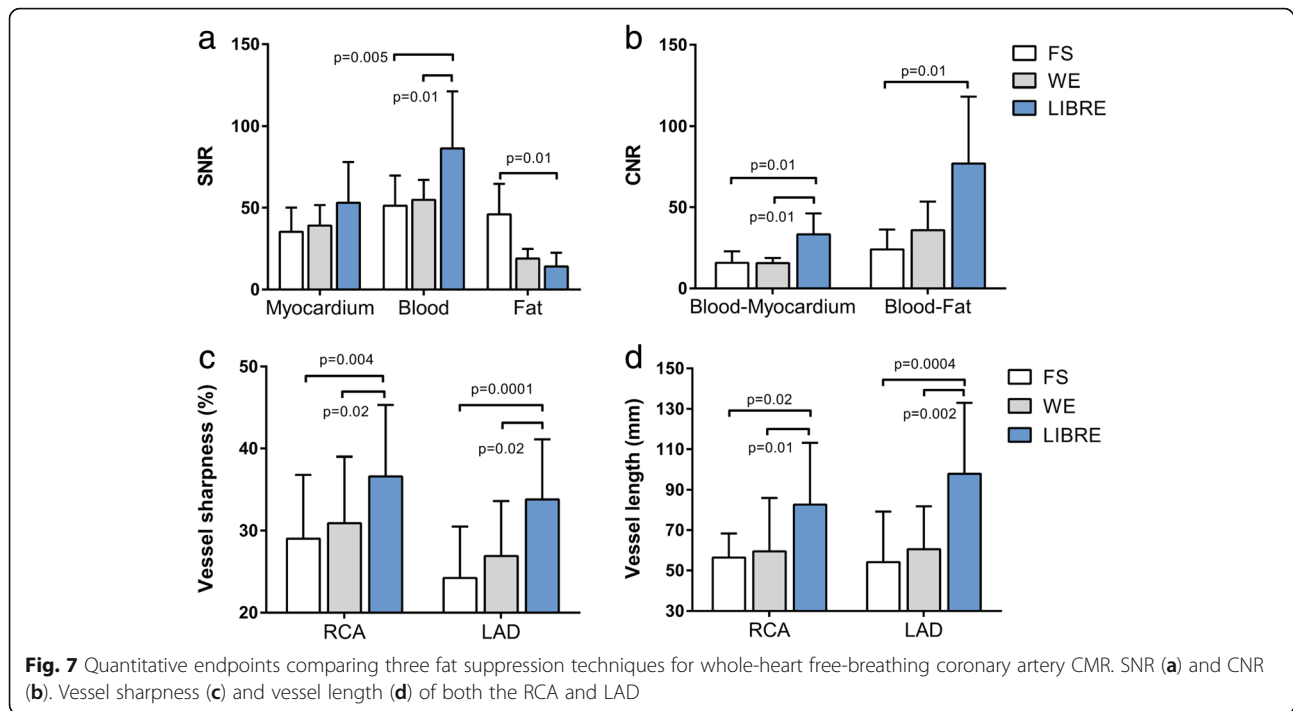 a
150
100
50
0
SNR
p=0.005
p=0.01
p=0.01
Myocardium Blood Fat
b
150
100
50
0
CNR
p=0.01
p=0.01
p=0.01
Blood-Myocardium Blood-Fat
FS
WE
LIBRE
c
50
40
30
20
Vessel sharpness (%)
p=0.004
p=0.02
p=0.0001
p=0.02
RCA LAD
d
150
130
110
90
70
50
30
Vessel length (mm)
p=0.02
p=0.01
p=0.0004
p=0.002
RCA LAD
FS
WE
LIBRE
Fig. 7 Quantitative endpoints comparing three fat suppression techniques for whole-heart free-breathing coronary artery CMR. SNR (a) and CNR
(b). Vessel sharpness (c) and vessel length (d) of both the RCA and LAD